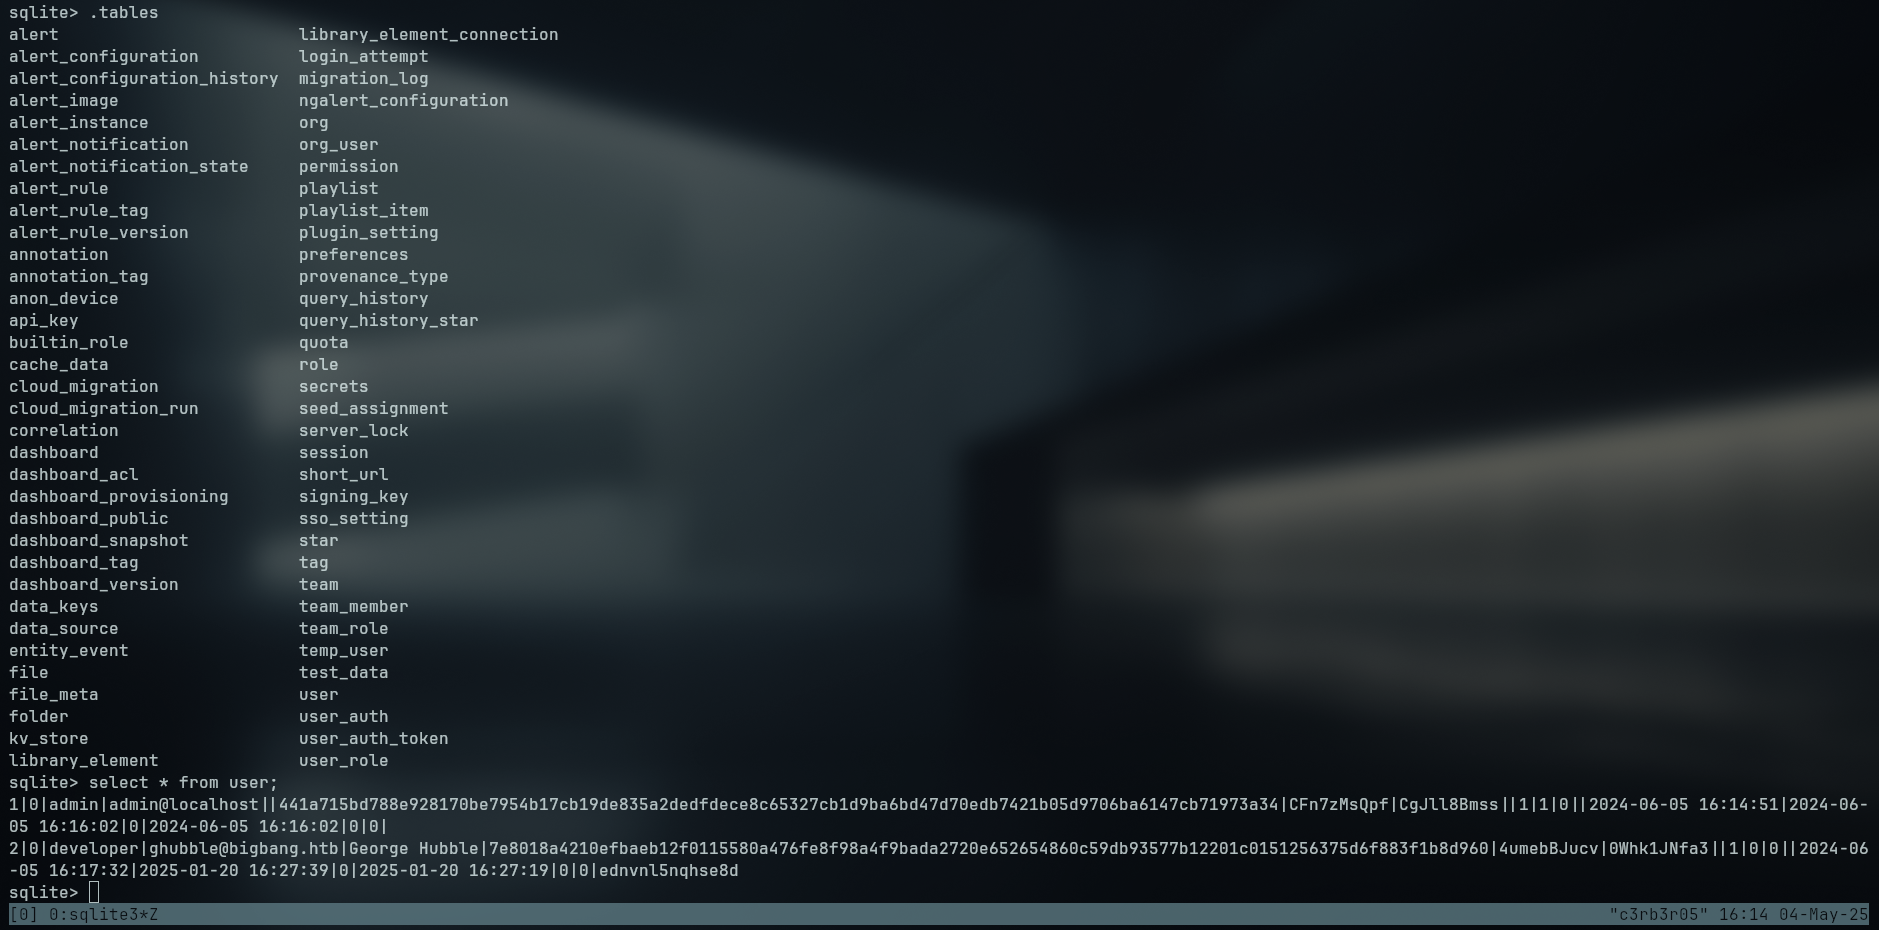 sqlite> .tables
alert                        library_element_connection
alert_configuration          login_attempt
alert_configuration_history  migration_log
alert_image                  ngalert_configuration
alert_instance               org
alert_notification           org_user
alert_notification_state     permission
alert_rule                   playlist
alert_rule_tag               playlist_item
alert_rule_version           plugin_setting
annotation                   preferences
annotation_tag               provenance_type
anon_device                  query_history
api_key                      query_history_star
builtin_role                 quota
cache_data                   role
cloud_migration              secrets
cloud_migration_run          seed_assignment
correlation                  server_lock
dashboard                    session
dashboard_acl                short_url
dashboard_provisioning       signing_key
dashboard_public             sso_setting
dashboard_snapshot           star
dashboard_tag                tag
dashboard_version            team
data_keys                    team_member
data_source                  team_role
entity_event                 temp_user
file                         test_data
file_meta                    user
folder                       user_auth
kv_store                     user_auth_token
library_element              user_role
sqlite> select * from user;
1|0|admin|admin@localhost||441a715bd788e928170be7954b17cb19de835a2dedfdece8c65327cb1d9ba6bd47d70edb7421b05d9706ba6147cb71973a34|CFn7zMsQpf|CgJll8Bmss||1|1|0||2024-06-05 16:14:51|2024-06-
05 16:16:02|0|2024-06-05 16:16:02|0|0|
2|0|developer|ghubble@bigbang.htb|George Hubble|7e8018a4210efbaeb12f0115580a476fe8f98a4f9bada2720e652654860c59db93577b12201c0151256375d6f883f1b8d960|4umebBJucv|0Whk1JNfa3||1|0|0||2024-06
-05 16:17:32|2025-01-20 16:27:39|0|2025-01-20 16:27:19|0|0|ednvnl5nqhse8d
sqlite>
[0] 0:sqlite3*Z "c3rb3r05" 16:14 04-May-25